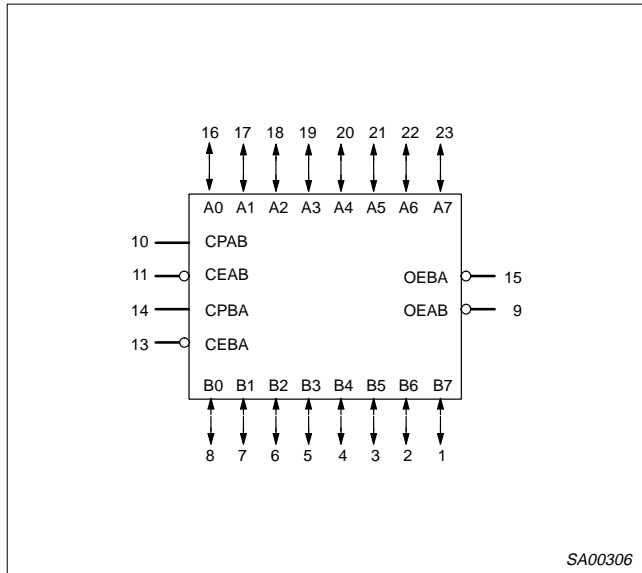 16 17 18 19 20 21 22 23
A0 A1 A2 A3 A4 A5 A6 A7
10 CPAB
11 CEAB OEBA 15
14 CPBA OEAB 9
13 CEBA
B0 B1 B2 B3 B4 B5 B6 B7
8 7 6 5 4 3 2 1
SA00306